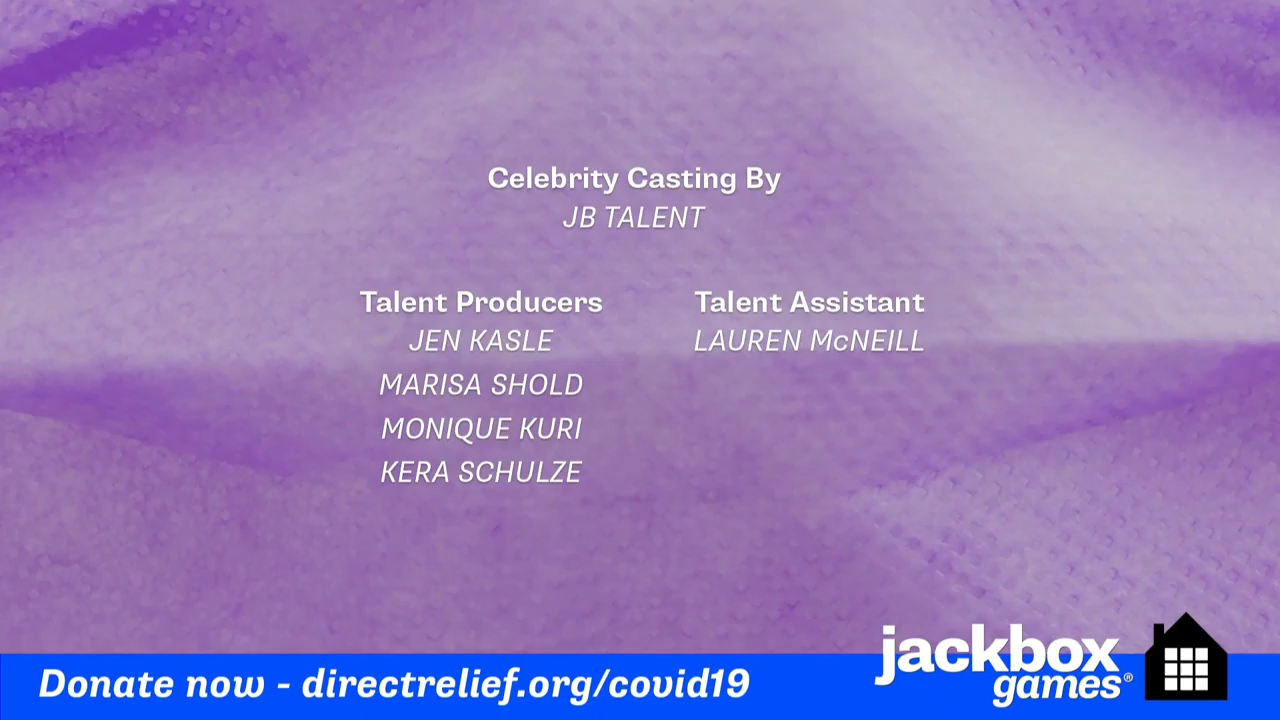 Celebrity Casting By
JB TALENT
Talent Producers
JEN KASLE
MARISA SHOLD
MONIQUE KURI
KERA SCHULZE
Talent Assistant
LAUREN McNEILL
Donate now - directrelief.org/covid19
jackbox
games®